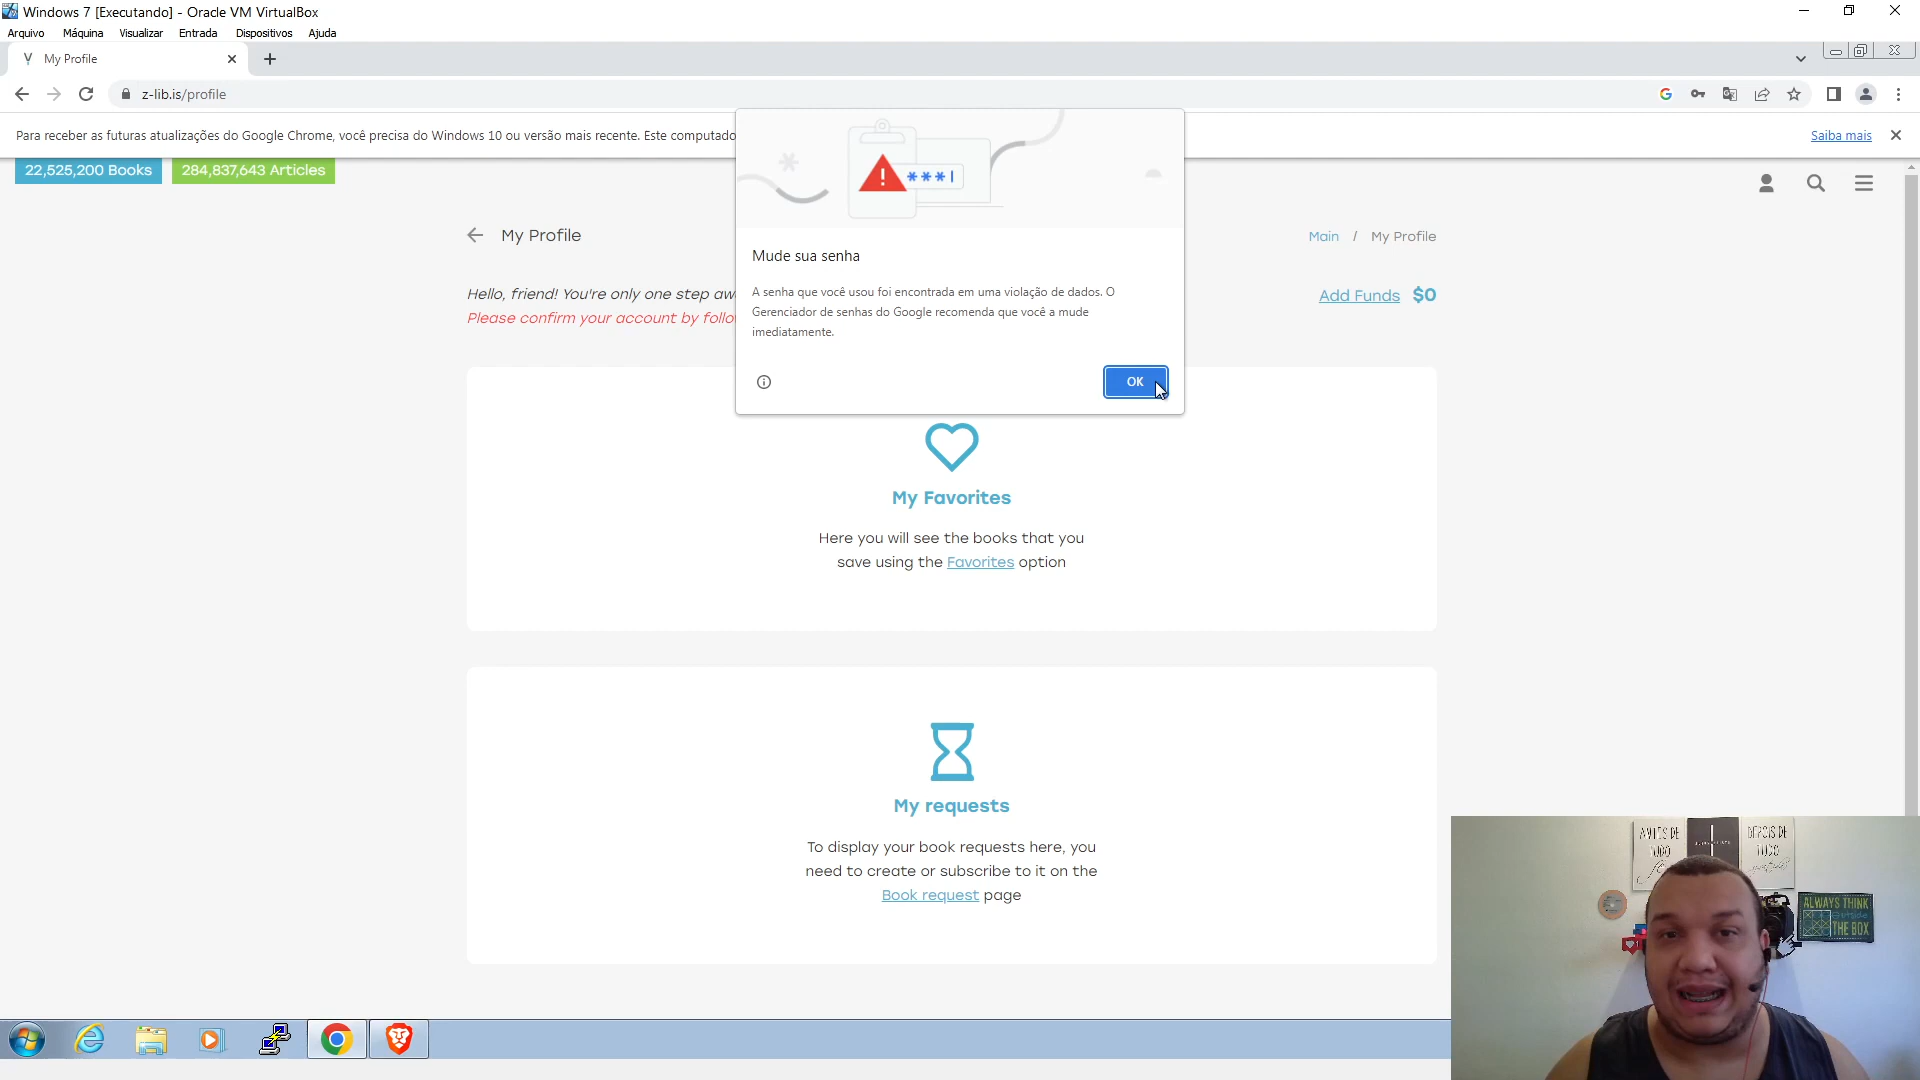 Windows 7 [Executando] - Oracle VM VirtualBox
Arquivo Máquina Visualizar Entrada Dispositivos Ajuda
My Profile
z-lib.is/profile
Para receber as futuras atualizações do Google Chrome, você precisa do Windows 10 ou versão mais recente. Este computado
Saiba mais
22,525,200 Books
284,837,643 Articles
My Profile
Main / My Profile
Hello, friend! You're only one step aw
Please confirm your account by follo
Add Funds $0
***
Mude sua senha
A senha que você usou foi encontrada em uma violação de dados. O
Gerenciador de senhas do Google recomenda que você a mude
imediatamente.
OK
My Favorites
Here you will see the books that you
save using the Favorites option
My requests
To display your book requests here, you
need to create or subscribe to it on the
Book request page
ANTES DE
TUDO
DEPOIS DE
TUDO
ALWAYS THINK
outside
THE BOX